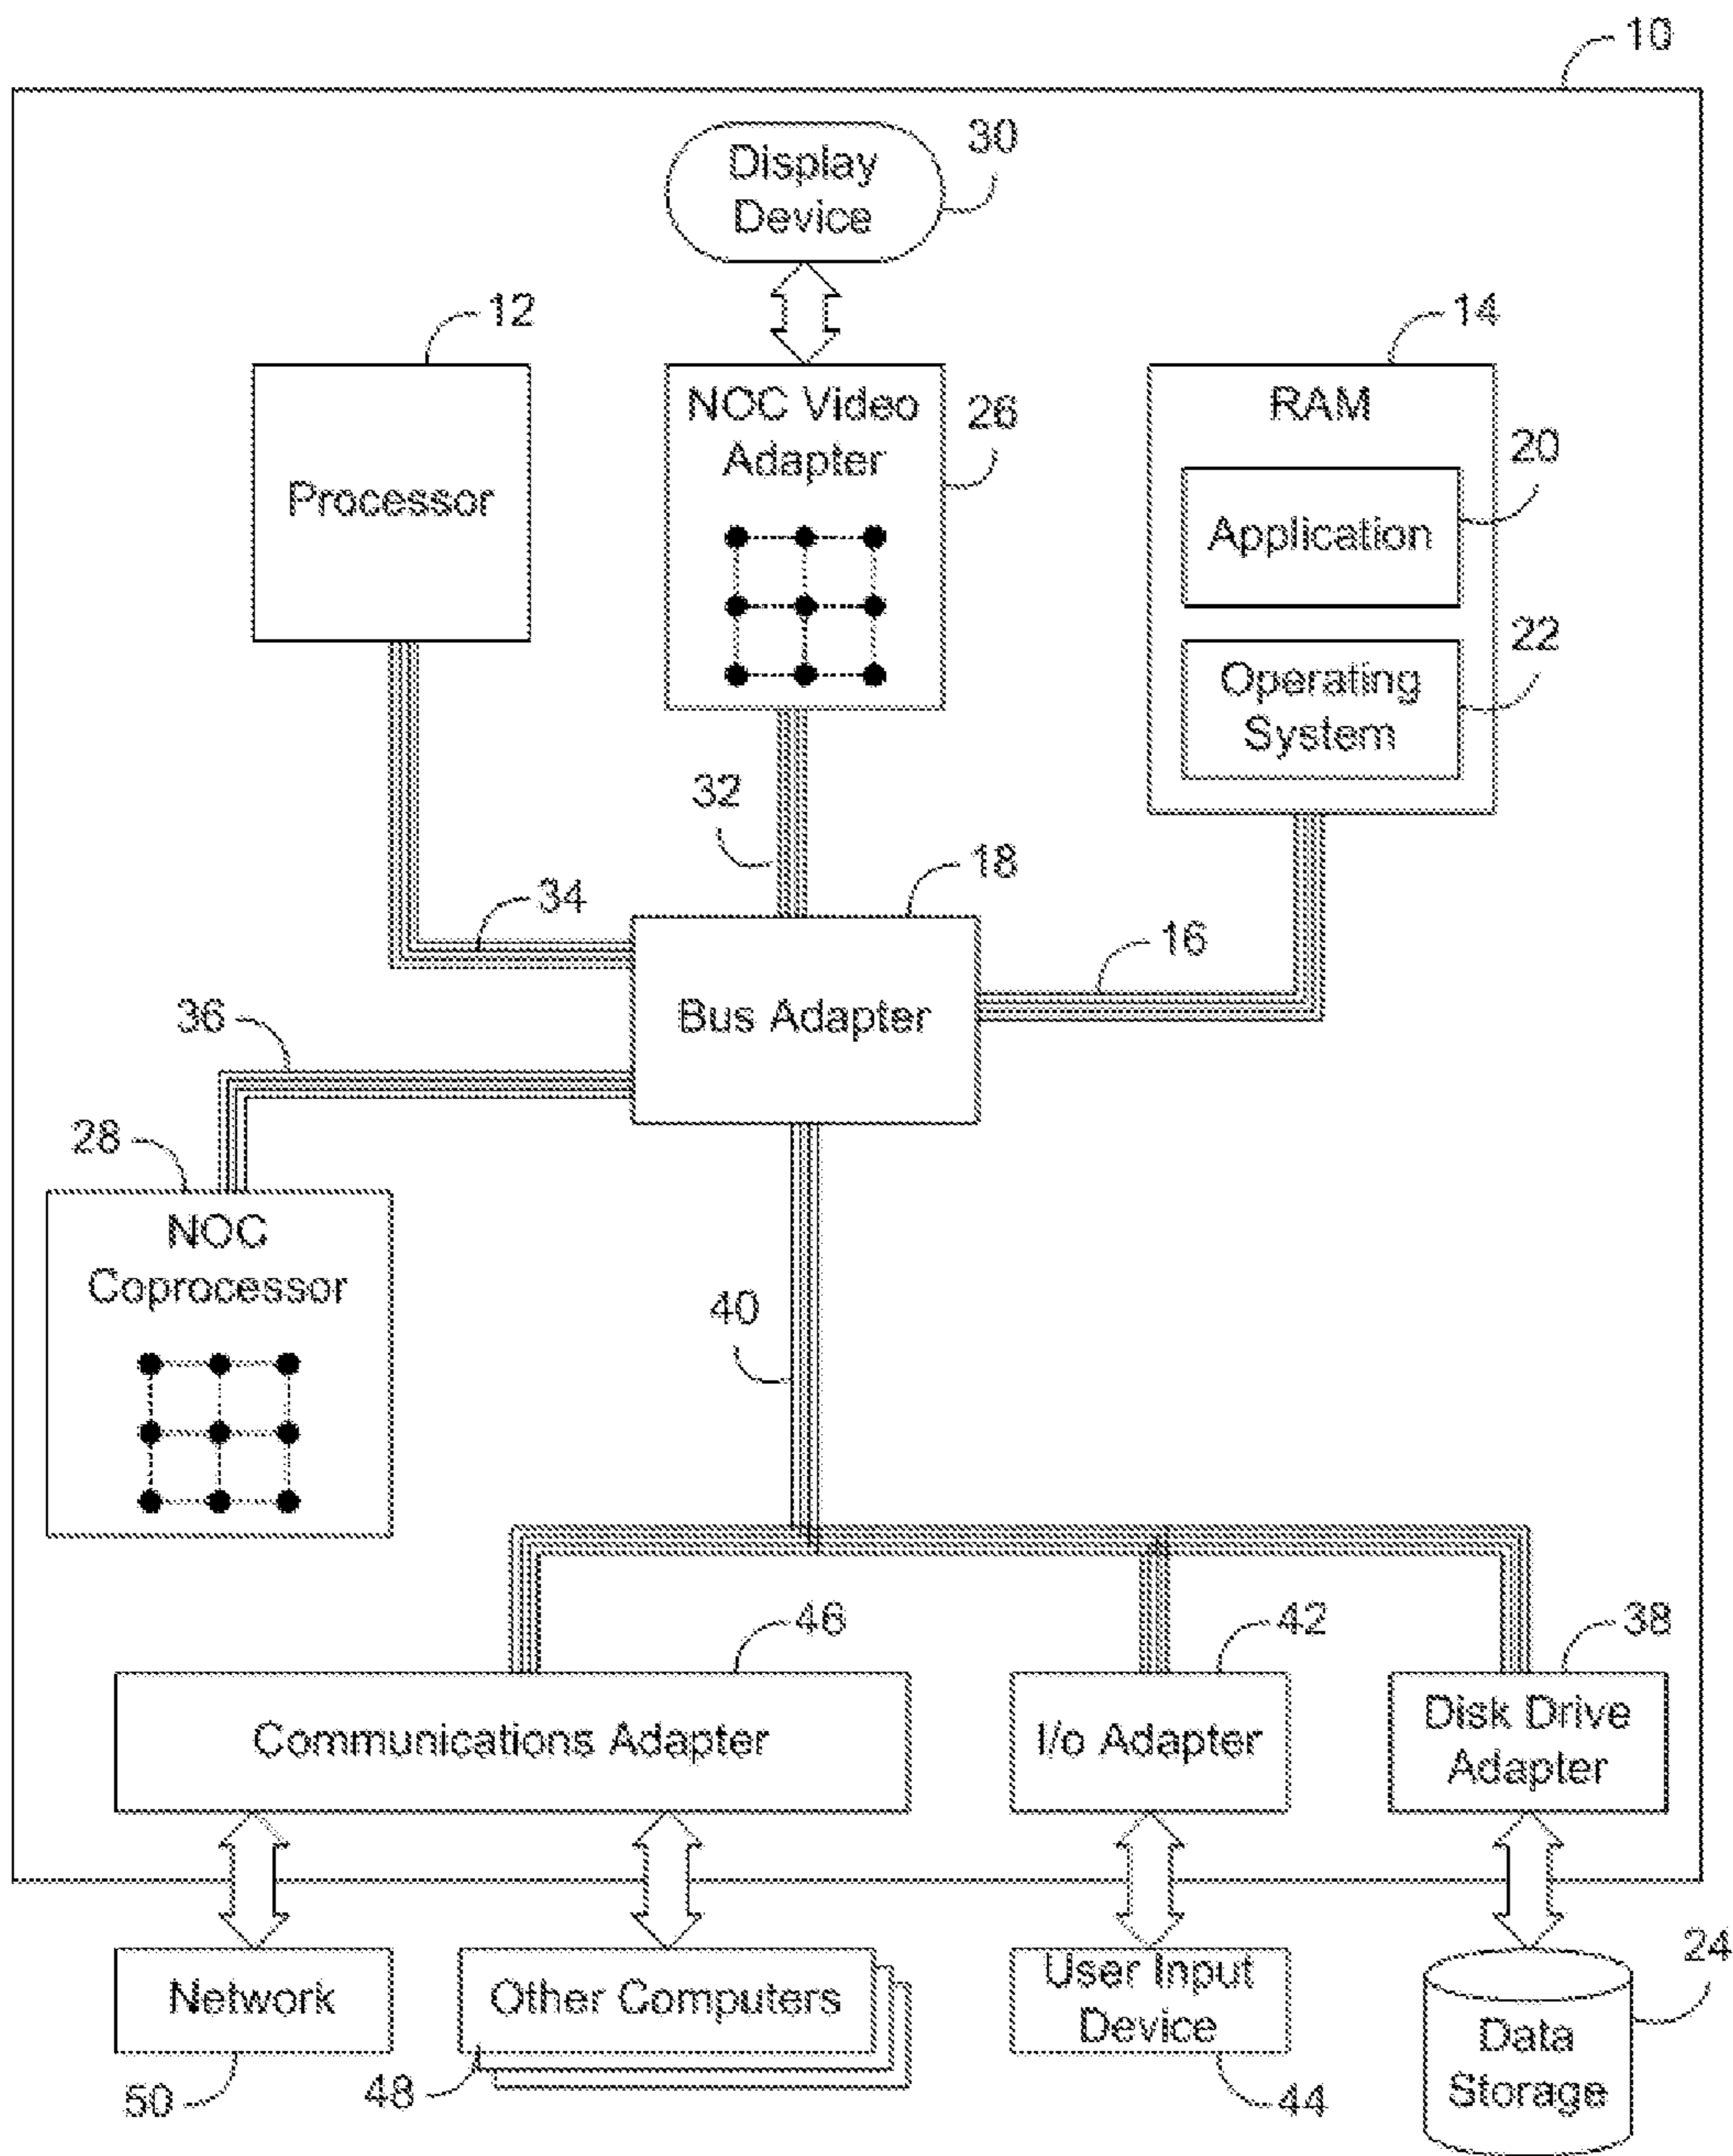 10
Display
Device
30
12
14
Processor
NOC Video
Adapter
26
RAM
20
Application
22
Operating
System
32
34
18
16
Bus Adapter
36
28
NOC
Coprocessor
40
46
42
38
Communications Adapter
I/o Adapter
Disk Drive
Adapter
Network
Other Computers
User Input
Device
24
Data
Storage
50
48
44